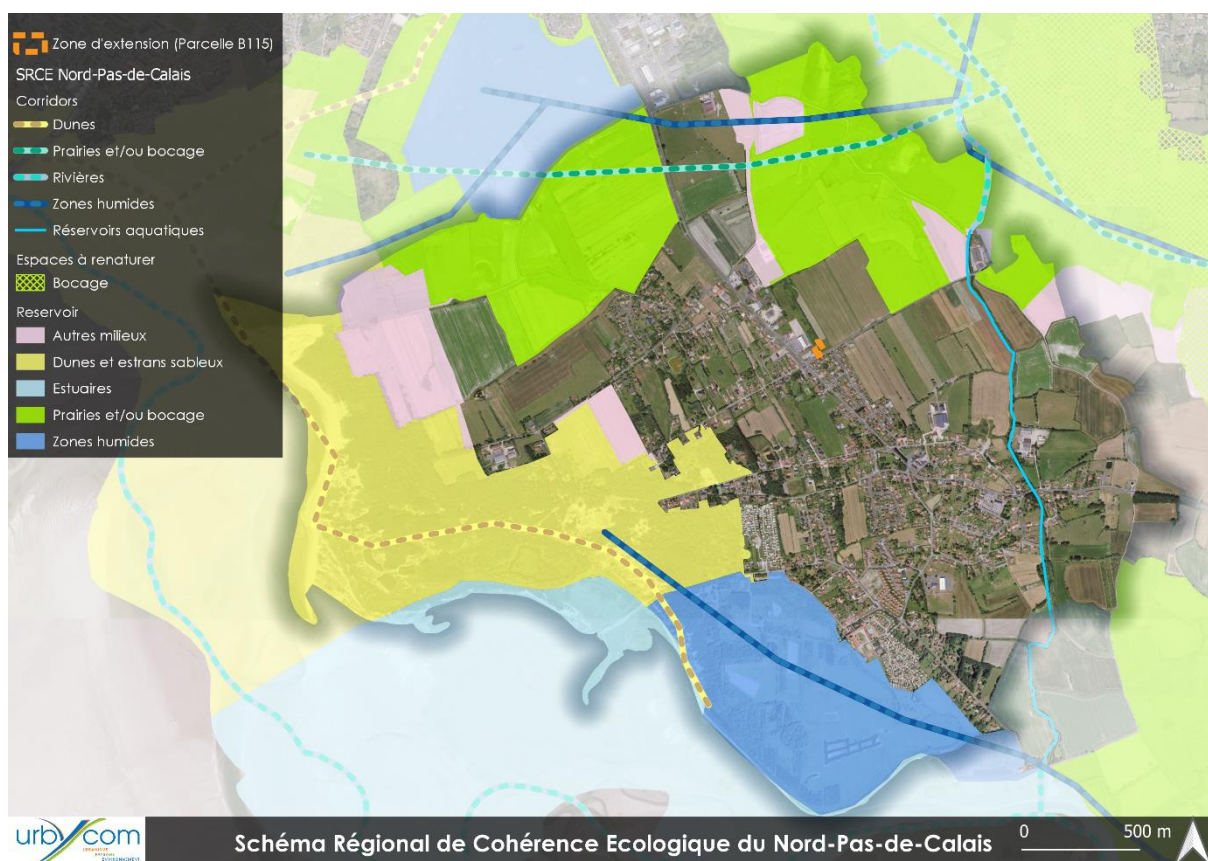 Zone d'extension (Parcelle B115)
SRCE Nord-Pas-de-Calais
Corridors
Dunes
Prairies et/ou bocage
Rivières
Zones humides
Réservoirs aquatiques
Espaces à renaturer
Bocage
Reservoir
Autres milieux
Dunes et estrans sableux
Estuaires
Prairies et/ou bocage
Zones humides
urbycom
ENVIRONNEMENT
Schéma Régional de Cohérence Ecologique du Nord-Pas-de-Calais
0 500 m